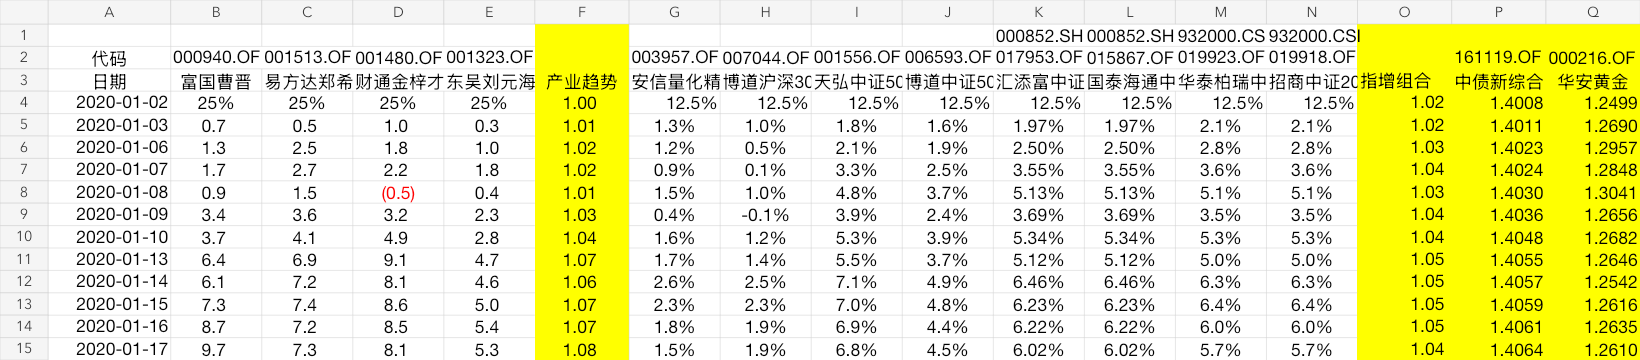 A B C D E F G H I J K L M N O P Q
1 000852.SH 000852.SH 932000.CS 932000.CSI
2 代码 000940.OF 001513.OF 001480.OF 001323.OF 003957.OF 007044.OF 001556.OF 006593.OF 017953.OF 015867.OF 019923.OF 019918.OF 161119.OF 000216.OF
3 日期 富国曹晋 易方达郑希 财通金梓才 东吴刘元海 产业趋势 安信量化精 博道沪深30 天弘中证50 博道中证50 汇添富中证 国泰海通中 华泰柏瑞中 招商中证20 指增组合 中债新综合 华安黄金
4 2020-01-02 25% 25% 25% 25% 1.00 12.5% 12.5% 12.5% 12.5% 12.5% 12.5% 12.5% 12.5% 1.02 1.4008 1.2499
5 2020-01-03 0.7 0.5 1.0 0.3 1.01 1.3% 1.0% 1.8% 1.6% 1.97% 1.97% 2.1% 2.1% 1.02 1.4011 1.2690
6 2020-01-06 1.3 2.5 1.8 1.0 1.02 1.2% 0.5% 2.1% 1.9% 2.50% 2.50% 2.8% 2.8% 1.03 1.4023 1.2957
7 2020-01-07 1.7 2.7 2.2 1.8 1.02 0.9% 0.1% 3.3% 2.5% 3.55% 3.55% 3.6% 3.6% 1.04 1.4024 1.2848
8 2020-01-08 0.9 1.5 (0.5) 0.4 1.01 1.5% 1.0% 4.8% 3.7% 5.13% 5.13% 5.1% 5.1% 1.03 1.4030 1.3041
9 2020-01-09 3.4 3.6 3.2 2.3 1.03 0.4% -0.1% 3.9% 2.4% 3.69% 3.69% 3.5% 3.5% 1.04 1.4036 1.2656
10 2020-01-10 3.7 4.1 4.9 2.8 1.04 1.6% 1.2% 5.3% 3.9% 5.34% 5.34% 5.3% 5.3% 1.04 1.4048 1.2682
11 2020-01-13 6.4 6.9 9.1 4.7 1.07 1.7% 1.4% 5.5% 3.7% 5.12% 5.12% 5.0% 5.0% 1.05 1.4055 1.2646
12 2020-01-14 6.1 7.2 8.1 4.6 1.06 2.6% 2.5% 7.1% 4.9% 6.46% 6.46% 6.3% 6.3% 1.05 1.4057 1.2542
13 2020-01-15 7.3 7.4 8.6 5.0 1.07 2.3% 2.3% 7.0% 4.8% 6.23% 6.23% 6.4% 6.4% 1.05 1.4059 1.2616
14 2020-01-16 8.7 7.2 8.5 5.4 1.07 1.8% 1.9% 6.9% 4.4% 6.22% 6.22% 6.0% 6.0% 1.05 1.4061 1.2635
15 2020-01-17 9.7 7.3 8.1 5.3 1.08 1.5% 1.9% 6.8% 4.5% 6.02% 6.02% 5.7% 5.7% 1.04 1.4064 1.2610